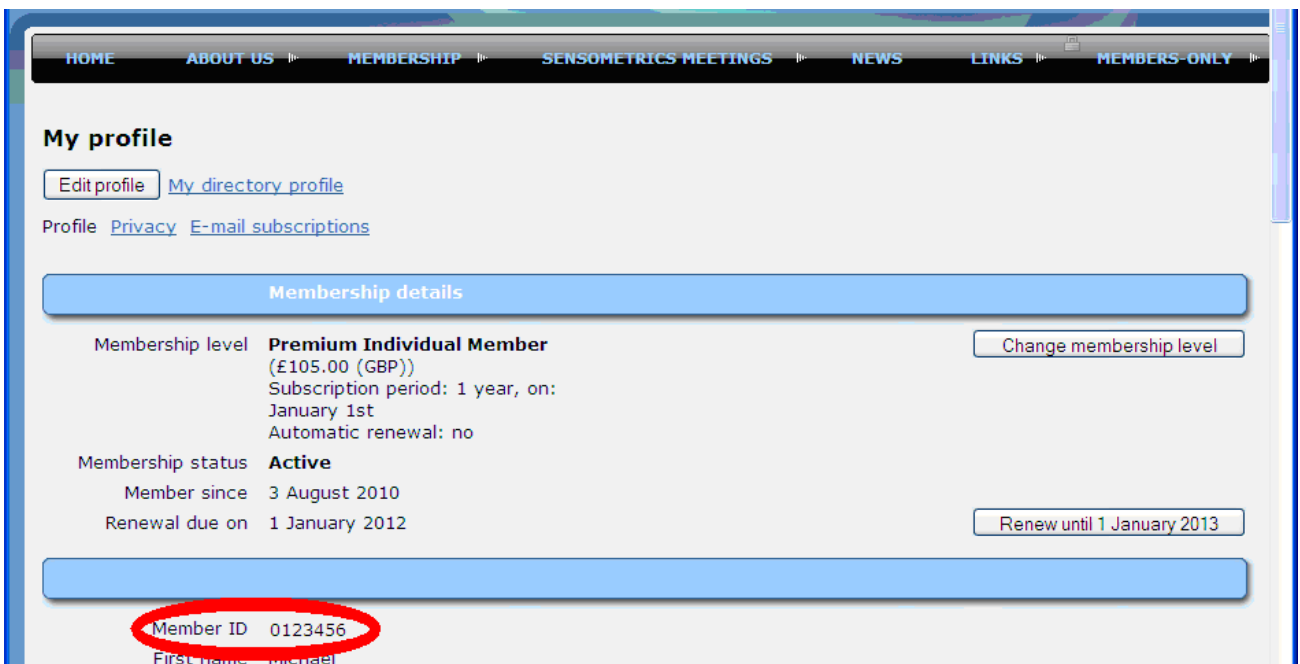 HOME ABOUT US MEMBERSHIP SENSOMETRICS MEETINGS NEWS LINKS MEMBERS-ONLY
My profile
Edit profile My directory profile
Profile Privacy E-mail subscriptions
Membership details
Membership level Premium Individual Member Change membership level
(£105.00 (GBP))
Subscription period: 1 year, on:
January 1st
Automatic renewal: no
Membership status Active
Member since 3 August 2010
Renewal due on 1 January 2012 Renew until 1 January 2013
Member ID 0123456
First name Michael